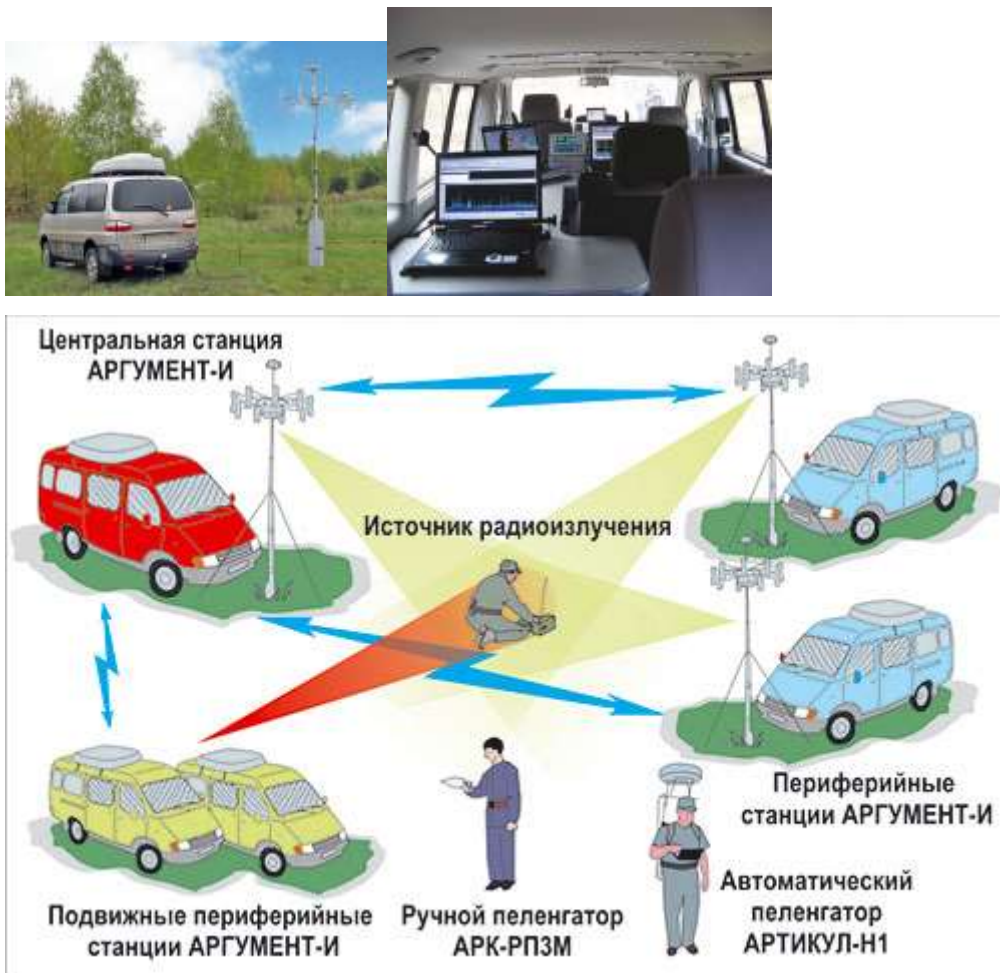 Центральная станция
АРГУМЕНТ-И
Источник радиоизлучения
Периферийные
станции АРГУМЕНТ-И
Подвижные периферийные
станции АРГУМЕНТ-И
Ручной пеленгатор
АРК-РП3М
Автоматический
пеленгатор
АРТИКУЛ-Н1